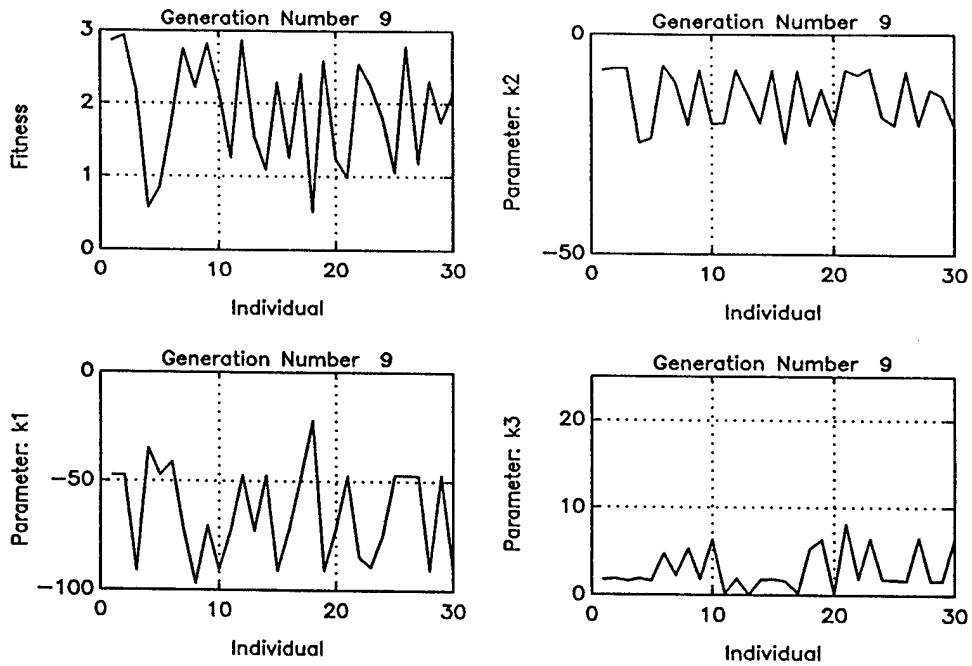 Generation Number 9
3
2
1
0
Fitness
0 10 20 30
Individual
Generation Number 9
0
-50
Parameter: k2
0 10 20 30
Individual
Generation Number 9
0
-50
-100
Parameter: k1
0 10 20 30
Individual
Generation Number 9
20
10
0
Parameter: k3
0 10 20 30
Individual